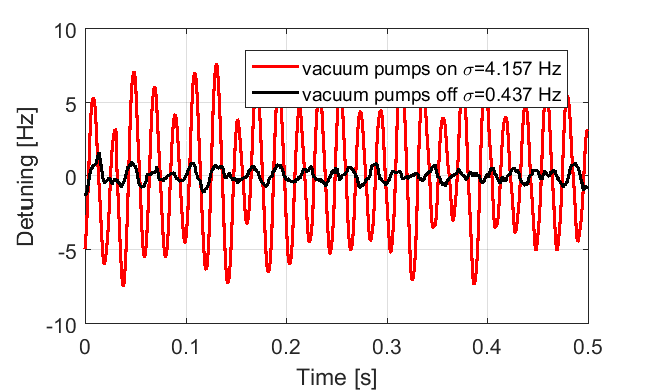 10
5
0
-5
-10
Detuning [Hz]
vacuum pumps on σ=4.157 Hz
vacuum pumps off σ=0.437 Hz
0 0.1 0.2 0.3 0.4 0.5
Time [s]